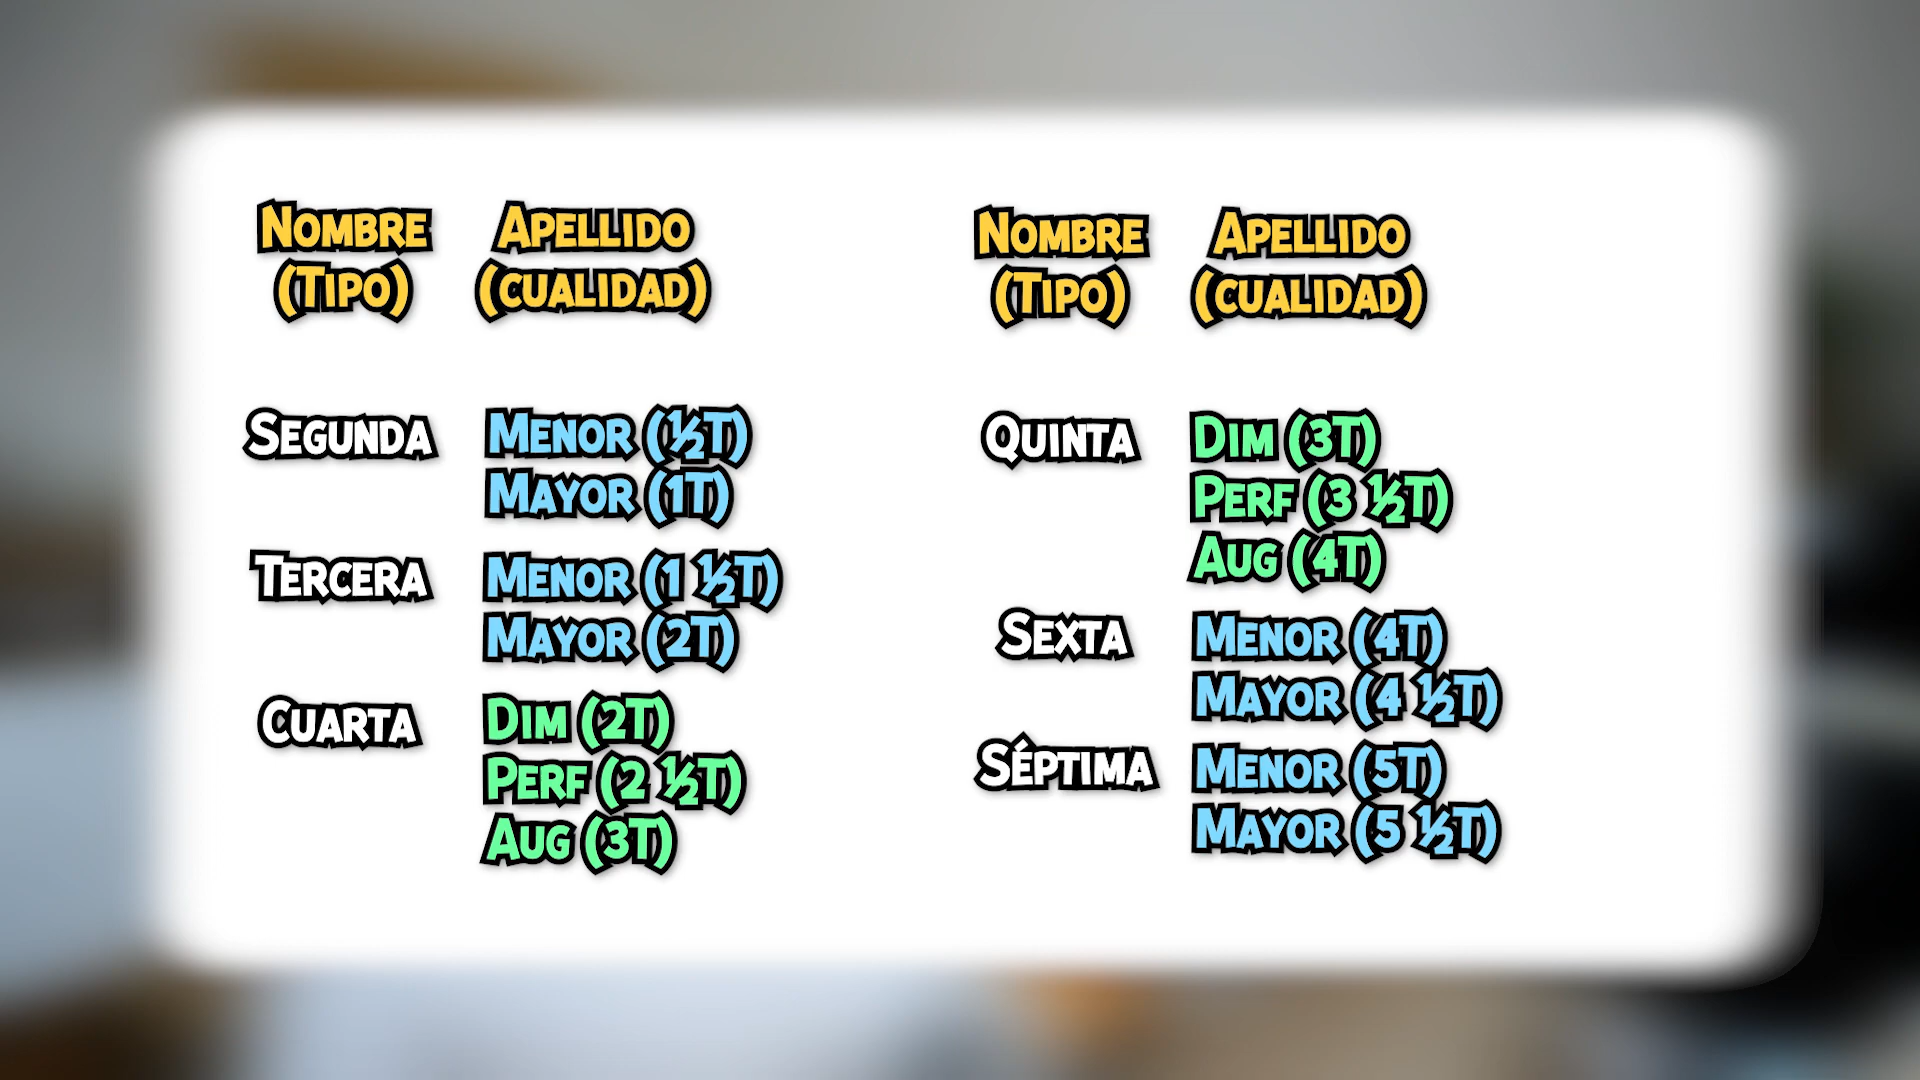 Nombre Apellido
(Tipo) (cualidad)
Segunda Menor (½T)
Mayor (1T)
Tercera Menor (1 ½T)
Mayor (2T)
Cuarta Dim (2T)
Perf (2 ½T)
Aug (3T)
Nombre Apellido
(Tipo) (cualidad)
Quinta Dim (3T)
Perf (3 ½T)
Aug (4T)
Sexta Menor (4T)
Mayor (4 ½T)
Séptima Menor (5T)
Mayor (5 ½T)